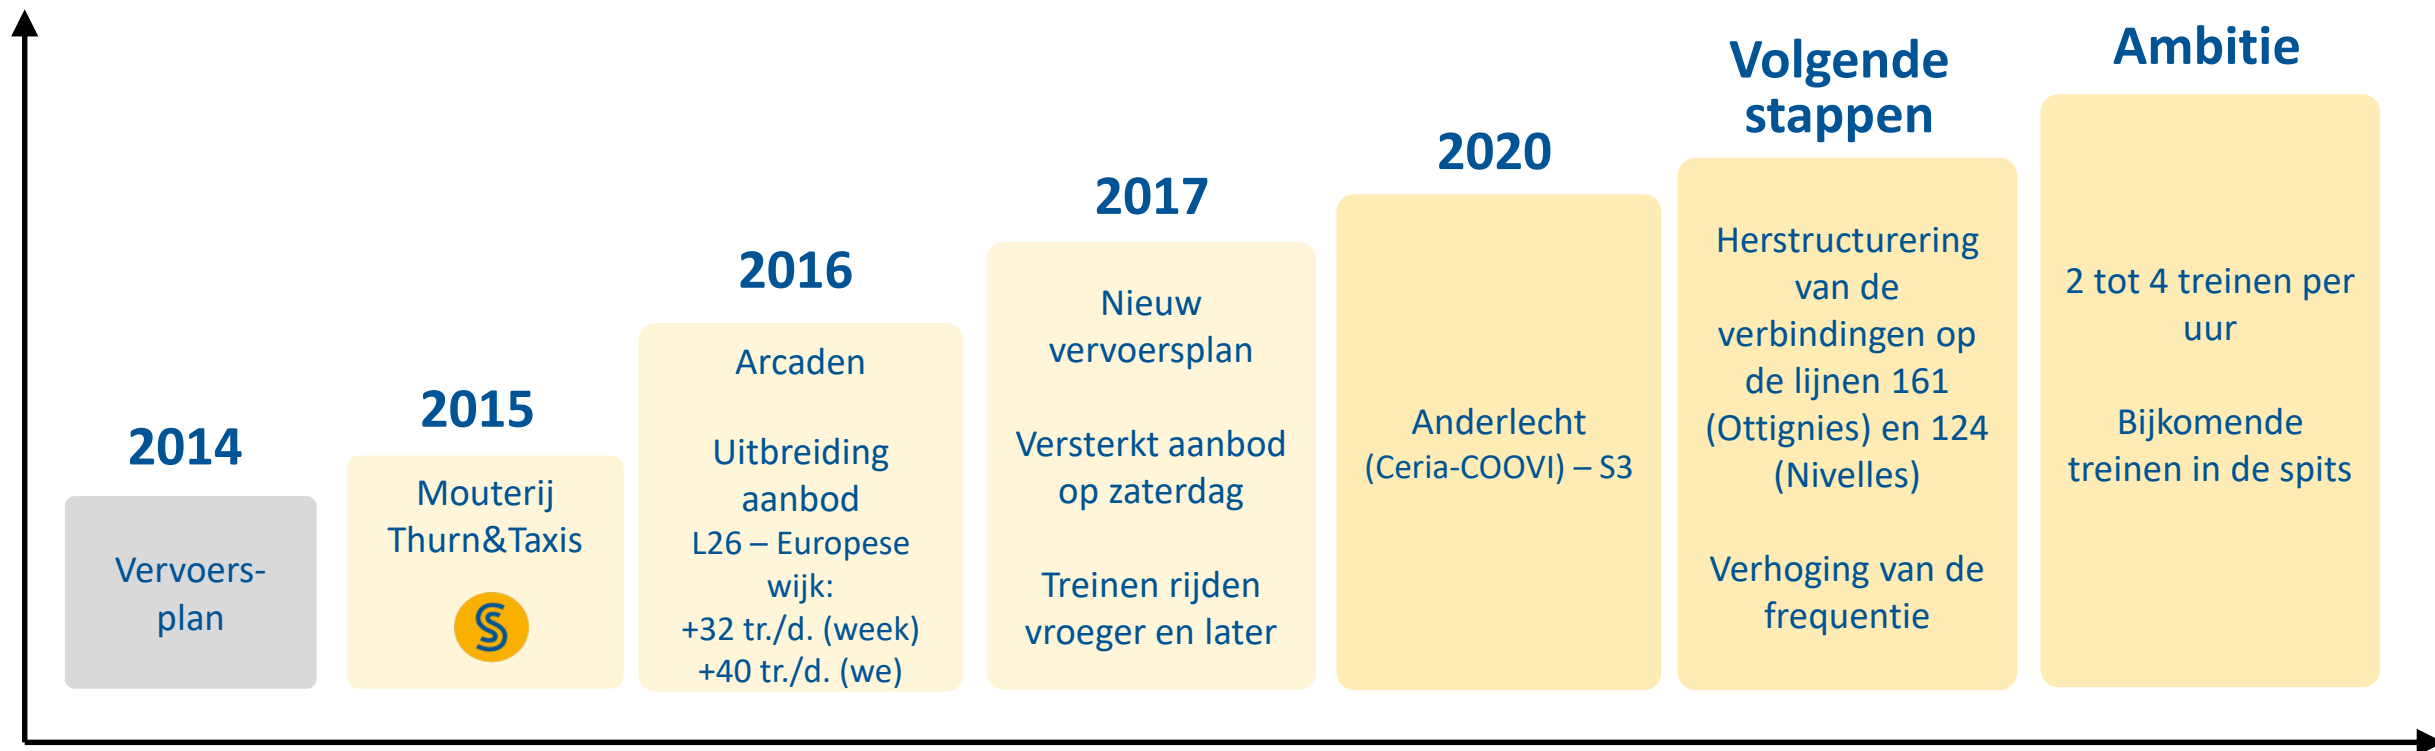 2014
Vervoers-
plan
2015
Mouterij
Thurn&Taxis
S
2016
Arcaden
Uitbreiding
aanbod
L26 – Europese
wijk:
+32 tr./d. (week)
+40 tr./d. (we)
2017
Nieuw
vervoersplan
Versterkt aanbod
op zaterdag
Treinen rijden
vroeger en later
2020
Anderlecht
(Ceria-COOVI) – S3
Volgende
stappen
Herstructurering
van de
verbindingen op
de lijnen 161
(Ottignies) en 124
(Nivelles)
Verhoging van de
frequentie
Ambitie
2 tot 4 treinen per
uur
Bijkomende
treinen in de spits